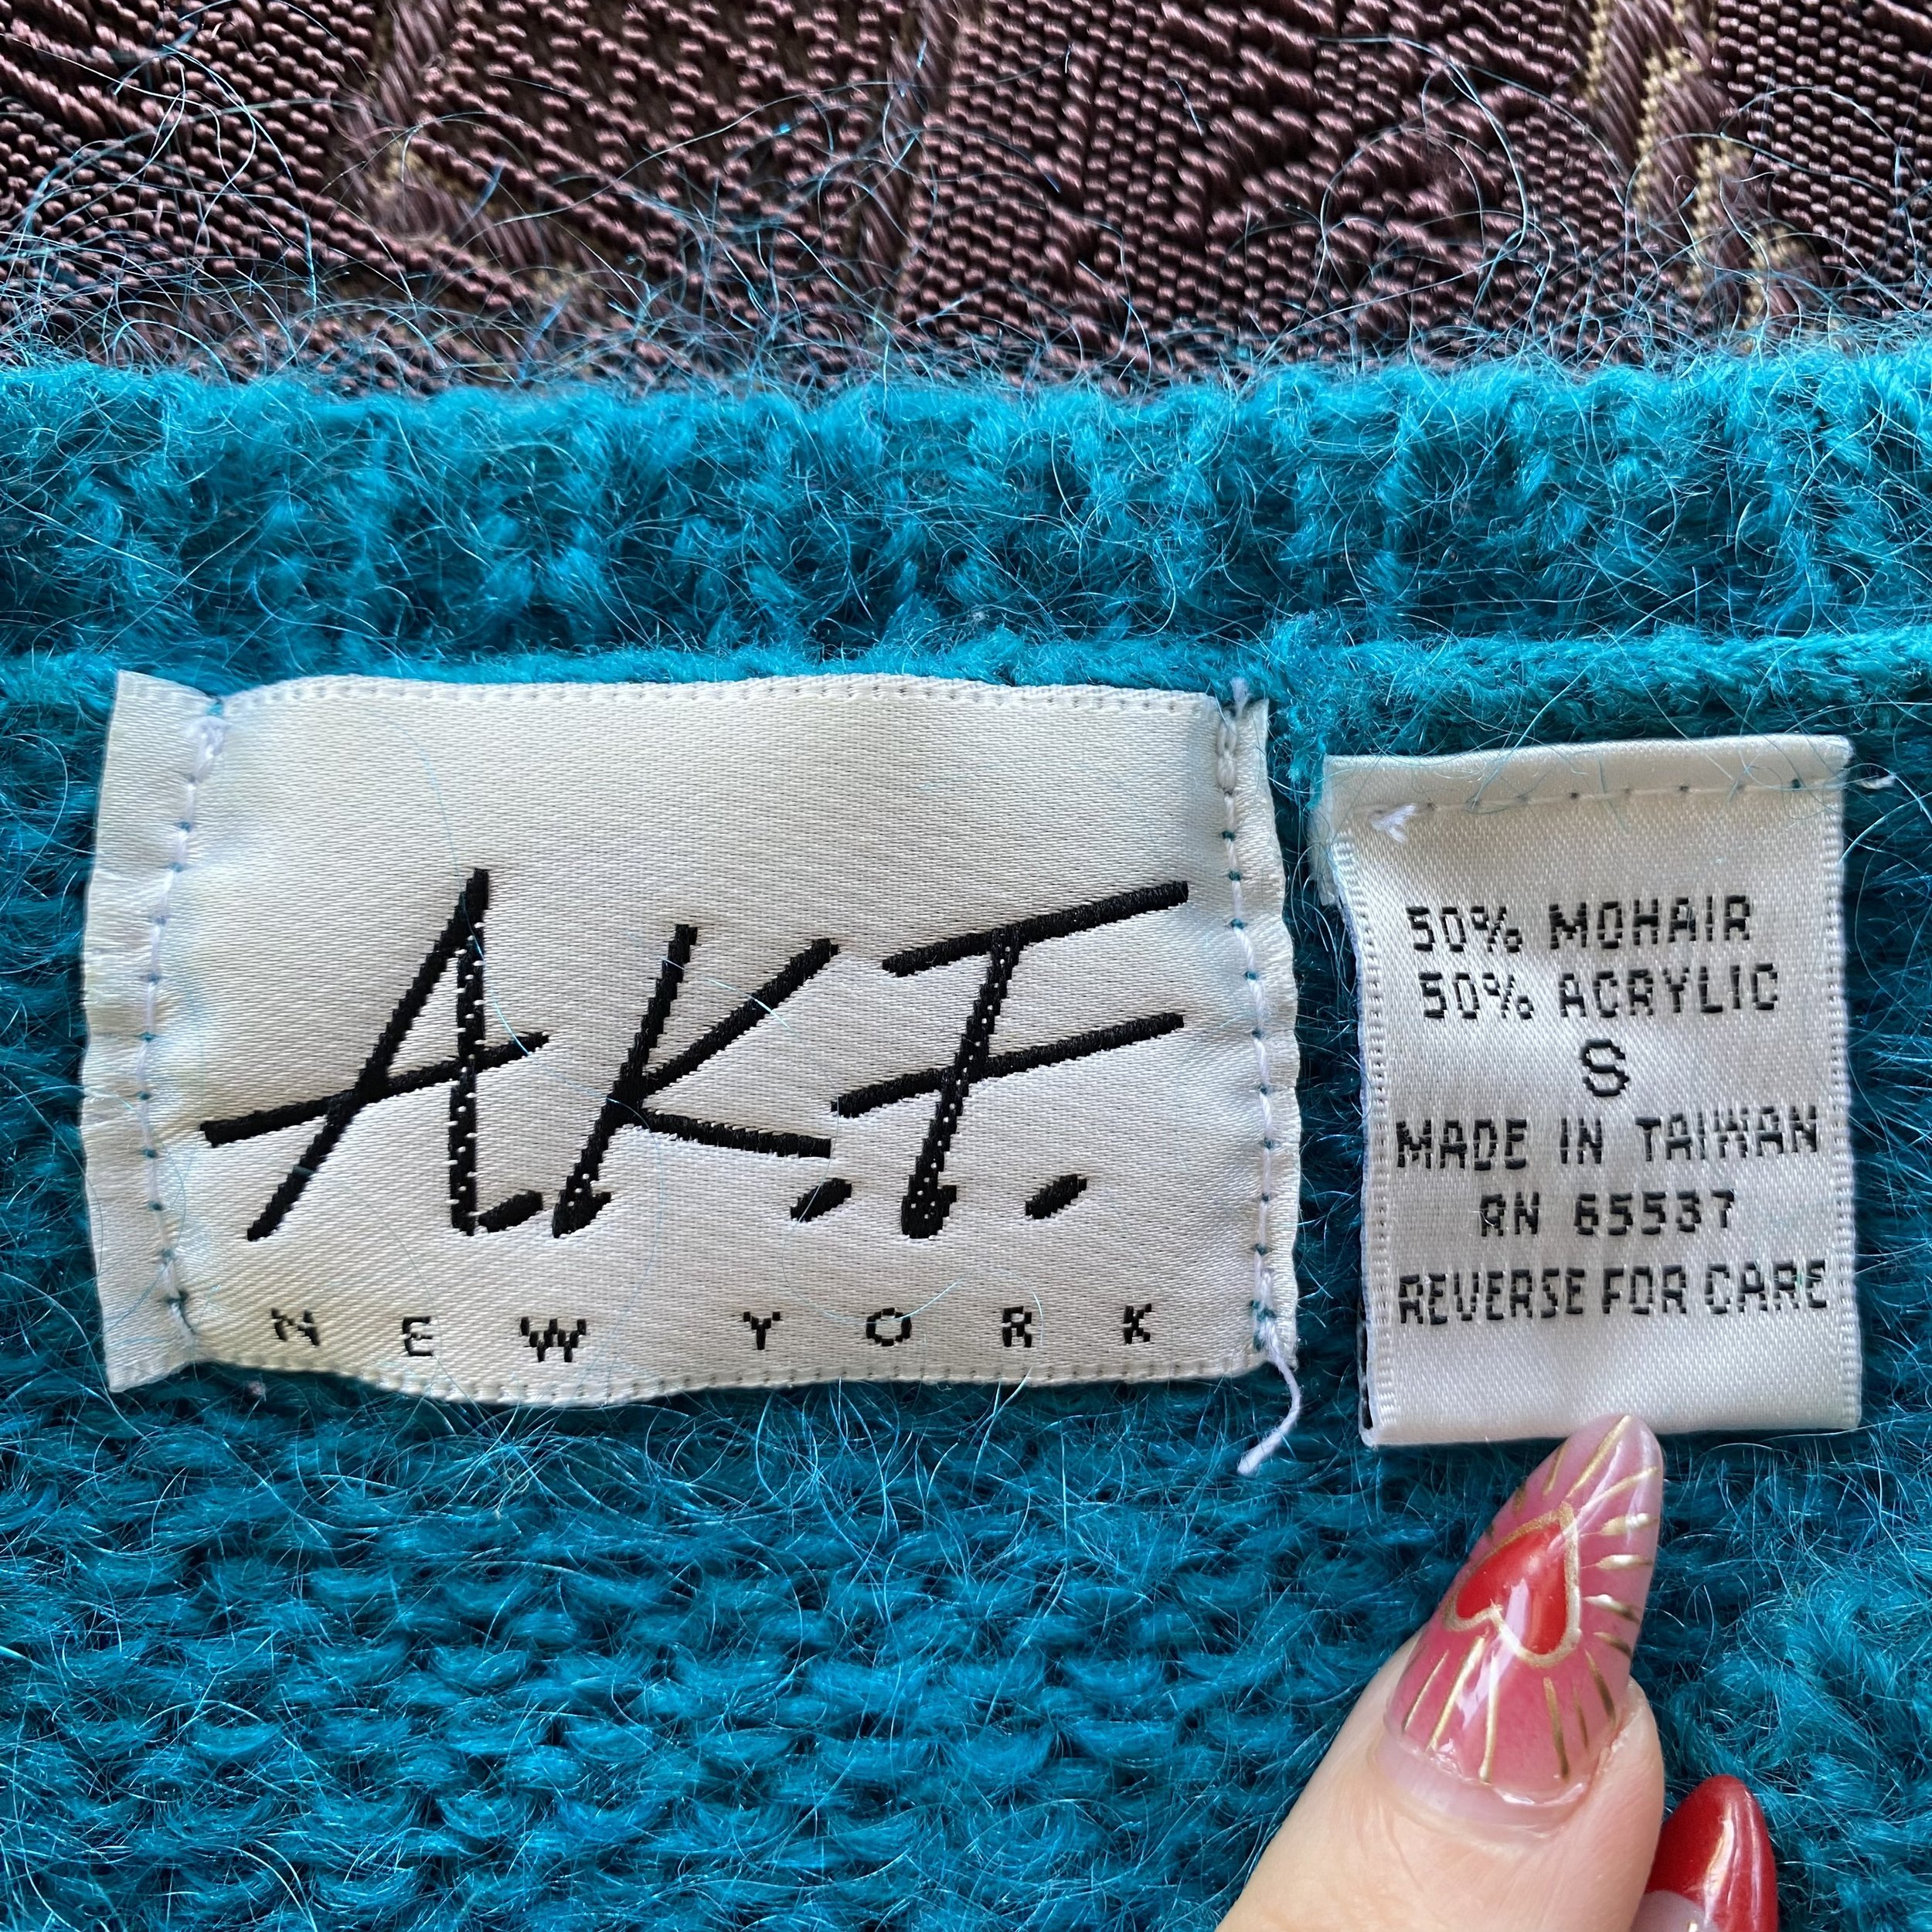 A.K.F.
NEW YORK
50% MOHAIR
50% ACRYLIC
S
MADE IN TAIWAN
RN 65537
REVERSE FOR CARE